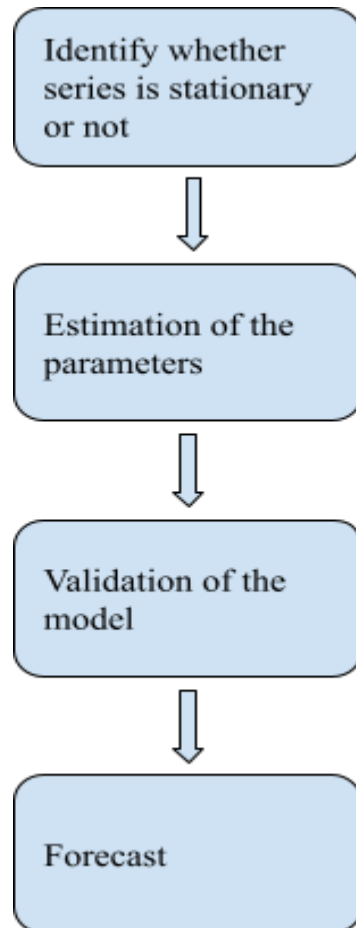 Identify whether
series is stationary
or not
Estimation of the
parameters
Validation of the
model
Forecast